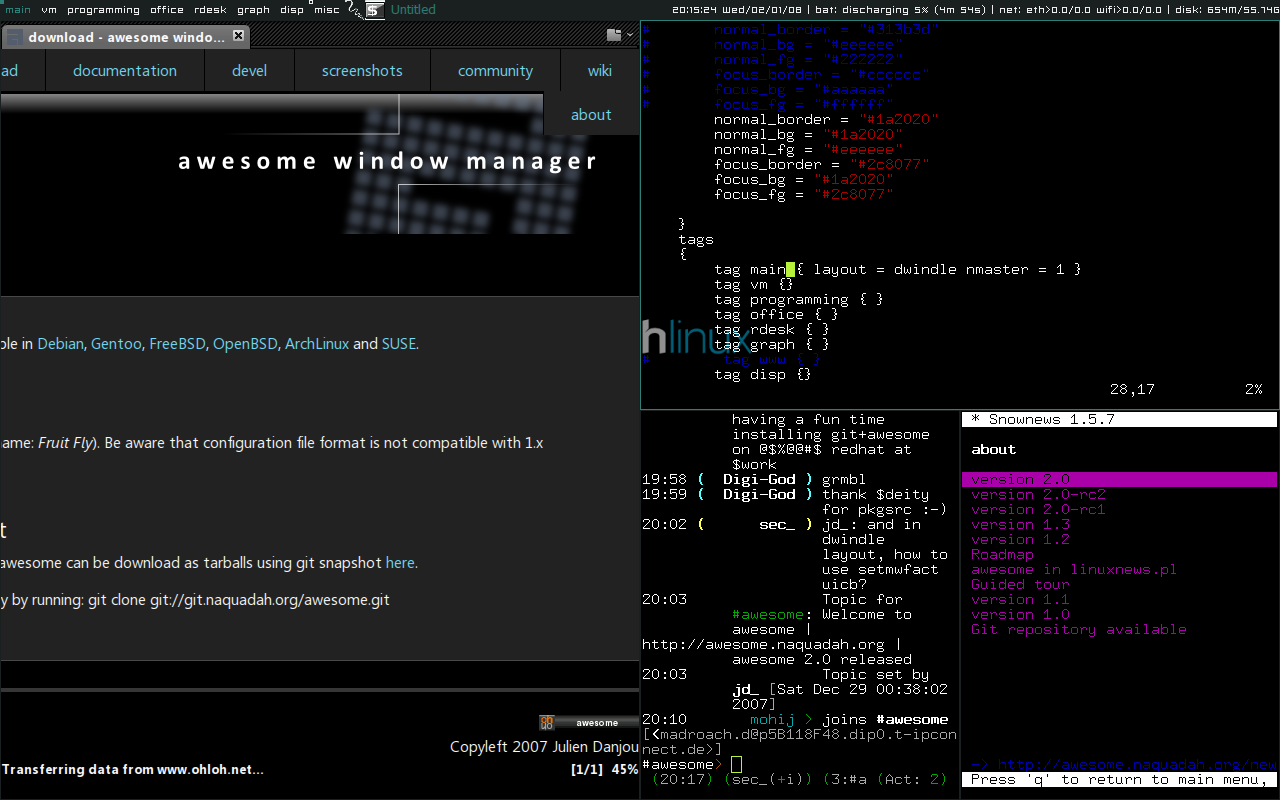 main vm programming office rdesk graph disp misc $ Untitled
20:15:24 Wed/02/01/08 | bat: discharging 5% (4m 54s) | net: eth>0.0/0.0 wifi>0.0/0.0 | disk: 654M/55.14G
download - awesome windo...
ad documentation devel screenshots community wiki
about
awesome window manager
ble in Debian, Gentoo, FreeBSD, OpenBSD, ArchLinux and SUSE.
ame: Fruit Fly). Be aware that configuration file format is not compatible with 1.x
t
awesome can be download as tarballs using git snapshot here.
y by running: git clone git://git.naquadah.org/awesome.git
awesome
Copyleft 2007 Julien Danjou
Transferring data from www.ohloh.net... [1/1] 45%
# normal_border = "#313b3d"
# normal_bg = "#eeeeee"
# normal_fg = "#222222"
# focus_border = "#cccccc"
# focus_bg = "#aaaaaa"
# focus_fg = "#ffffff"
normal_border = "#1a2020"
normal_bg = "#1a2020"
normal_fg = "#eeeeee"
focus_border = "#2c8077"
focus_bg = "#1a2020"
focus_fg = "#2c8077"
}
tags
{
tag main { layout = dwindle nmaster = 1 }
tag vm {}
tag programming { }
tag office { }
tag rdesk { }
hlinux
tag graph { }
# tag www { }
tag disp {}
28,17 2%
having a fun time
installing git+awesome
on @$%@@#$ redhat at
$work
19:58 ( Digi-God ) grmbl
19:59 ( Digi-God ) thank $deity
for pkgsrc :-)
20:02 ( sec_ ) jd_: and in
dwindle
layout, how to
use setmwfact
uicb?
20:03 Topic for
#awesome: Welcome to
awesome |
http://awesome.naquadah.org |
awesome 2.0 released
20:03 Topic set by
jd_ [Sat Dec 29 00:38:02
2007]
20:10 mohij > joins #awesome
[<madroach.d@p5B118F48.dip0.t-ipcon
nect.de>]
#awesome>
(20:17) (sec_(+i)) (3:#a (Act: 2)
* Snownews 1.5.7
about
version 2.0
version 2.0-rc2
version 2.0-rc1
version 1.3
version 1.2
Roadmap
awesome in linuxnews.pl
Guided tour
version 1.1
version 1.0
Git repository available
-> http://awesome.naquadah.org/new
Press 'q' to return to main menu,